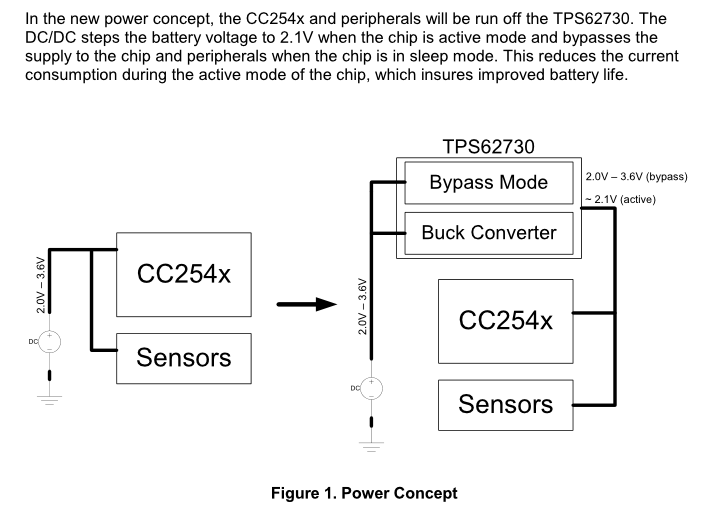 In the new power concept, the CC254x and peripherals will be run off the TPS62730. The
DC/DC steps the battery voltage to 2.1V when the chip is active mode and bypasses the
supply to the chip and peripherals when the chip is in sleep mode. This reduces the current
consumption during the active mode of the chip, which insures improved battery life.
TPS62730
Bypass Mode
2.0V – 3.6V (bypass)
~ 2.1V (active)
Buck Converter
2.0V – 3.6V
CC254x
DC
Sensors
2.0V – 3.6V
CC254x
DC
Sensors
Figure 1. Power Concept